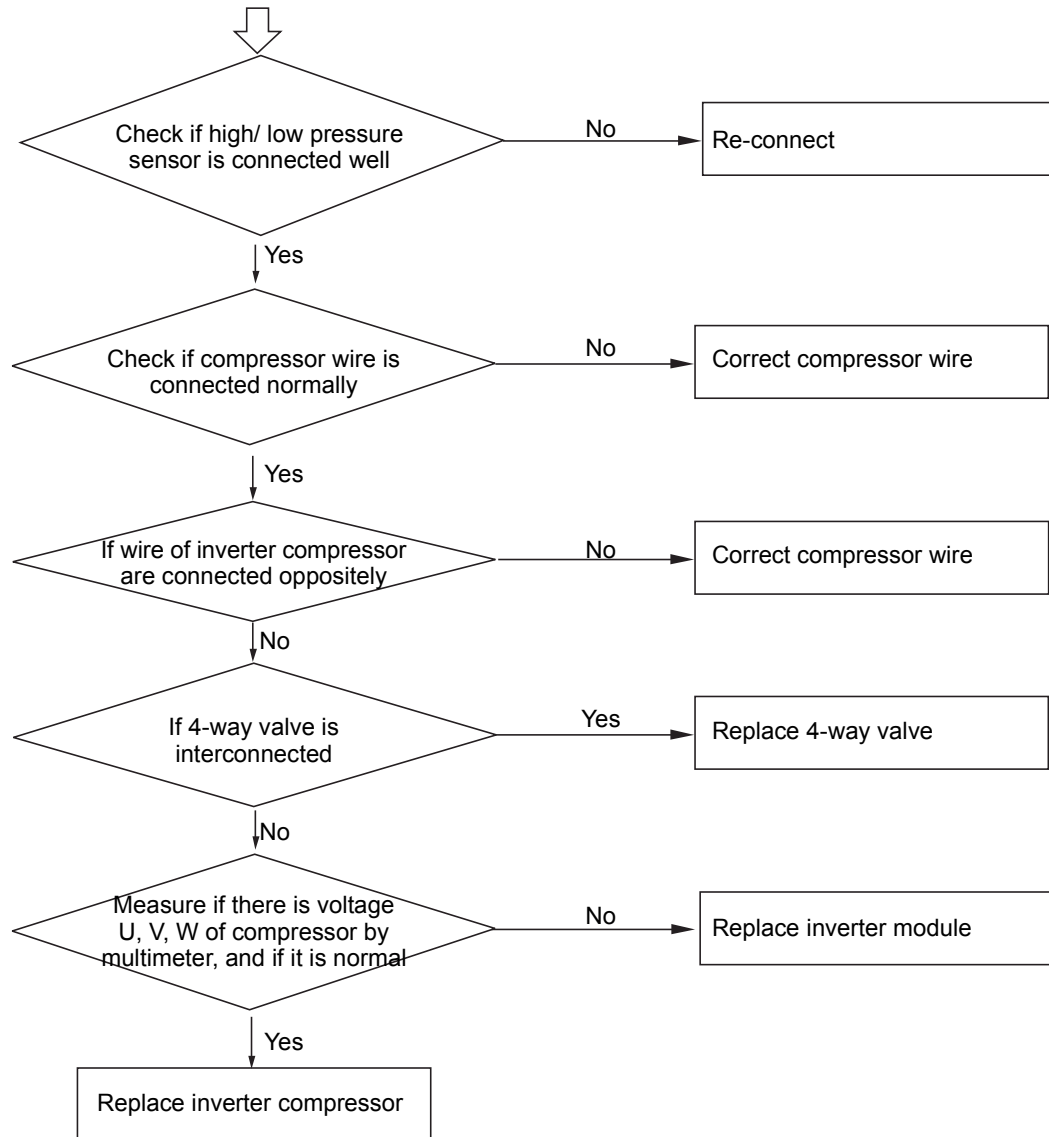 Check if high/ low pressure
sensor is connected well
No
Re-connect
Yes
Check if compressor wire is
connected normally
No
Correct compressor wire
Yes
If wire of inverter compressor
are connected oppositely
No
Correct compressor wire
No
If 4-way valve is
interconnected
Yes
Replace 4-way valve
No
Measure if there is voltage
U, V, W of compressor by
multimeter, and if it is normal
No
Replace inverter module
Yes
Replace inverter compressor